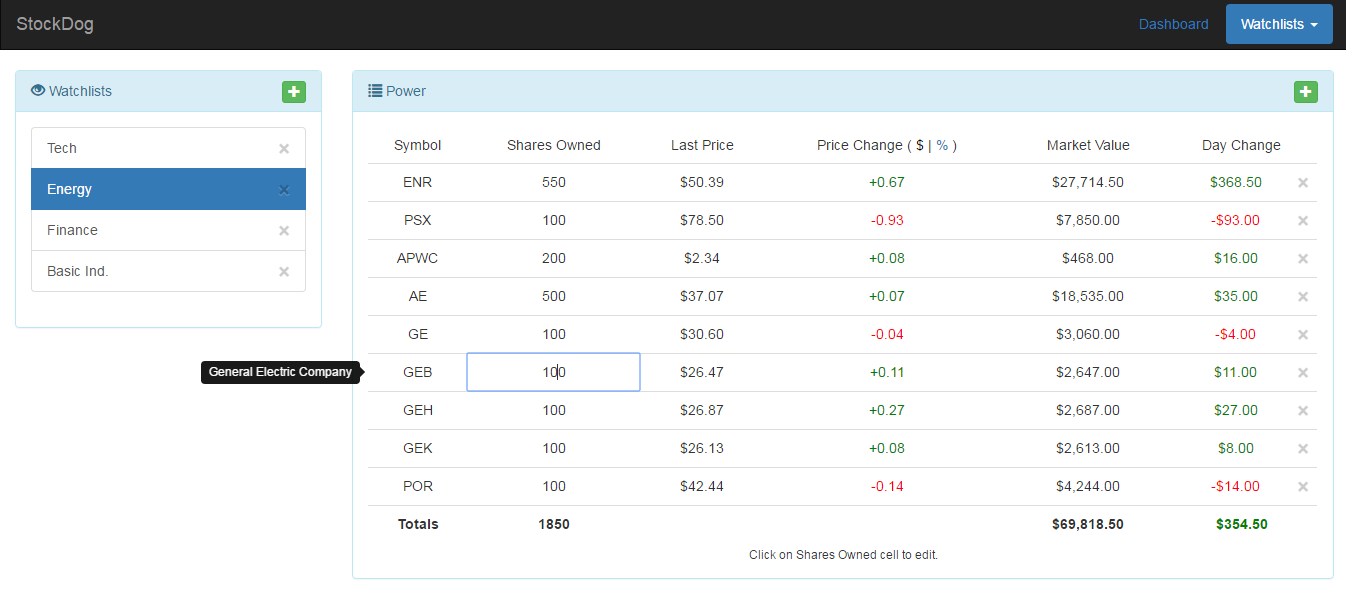 StockDog Dashboard Watchlists
Watchlists
Tech
Energy
Finance
Basic Ind.
Power
Symbol Shares Owned Last Price Price Change ( $ | % ) Market Value Day Change
ENR 550 $50.39 +0.67 $27,714.50 $368.50
PSX 100 $78.50 -0.93 $7,850.00 -$93.00
APWC 200 $2.34 +0.08 $468.00 $16.00
AE 500 $37.07 +0.07 $18,535.00 $35.00
GE 100 $30.60 -0.04 $3,060.00 -$4.00
General Electric Company GEB 100 $26.47 +0.11 $2,647.00 $11.00
GEH 100 $26.87 +0.27 $2,687.00 $27.00
GEK 100 $26.13 +0.08 $2,613.00 $8.00
POR 100 $42.44 -0.14 $4,244.00 -$14.00
Totals 1850 $69,818.50 $354.50
Click on Shares Owned cell to edit.